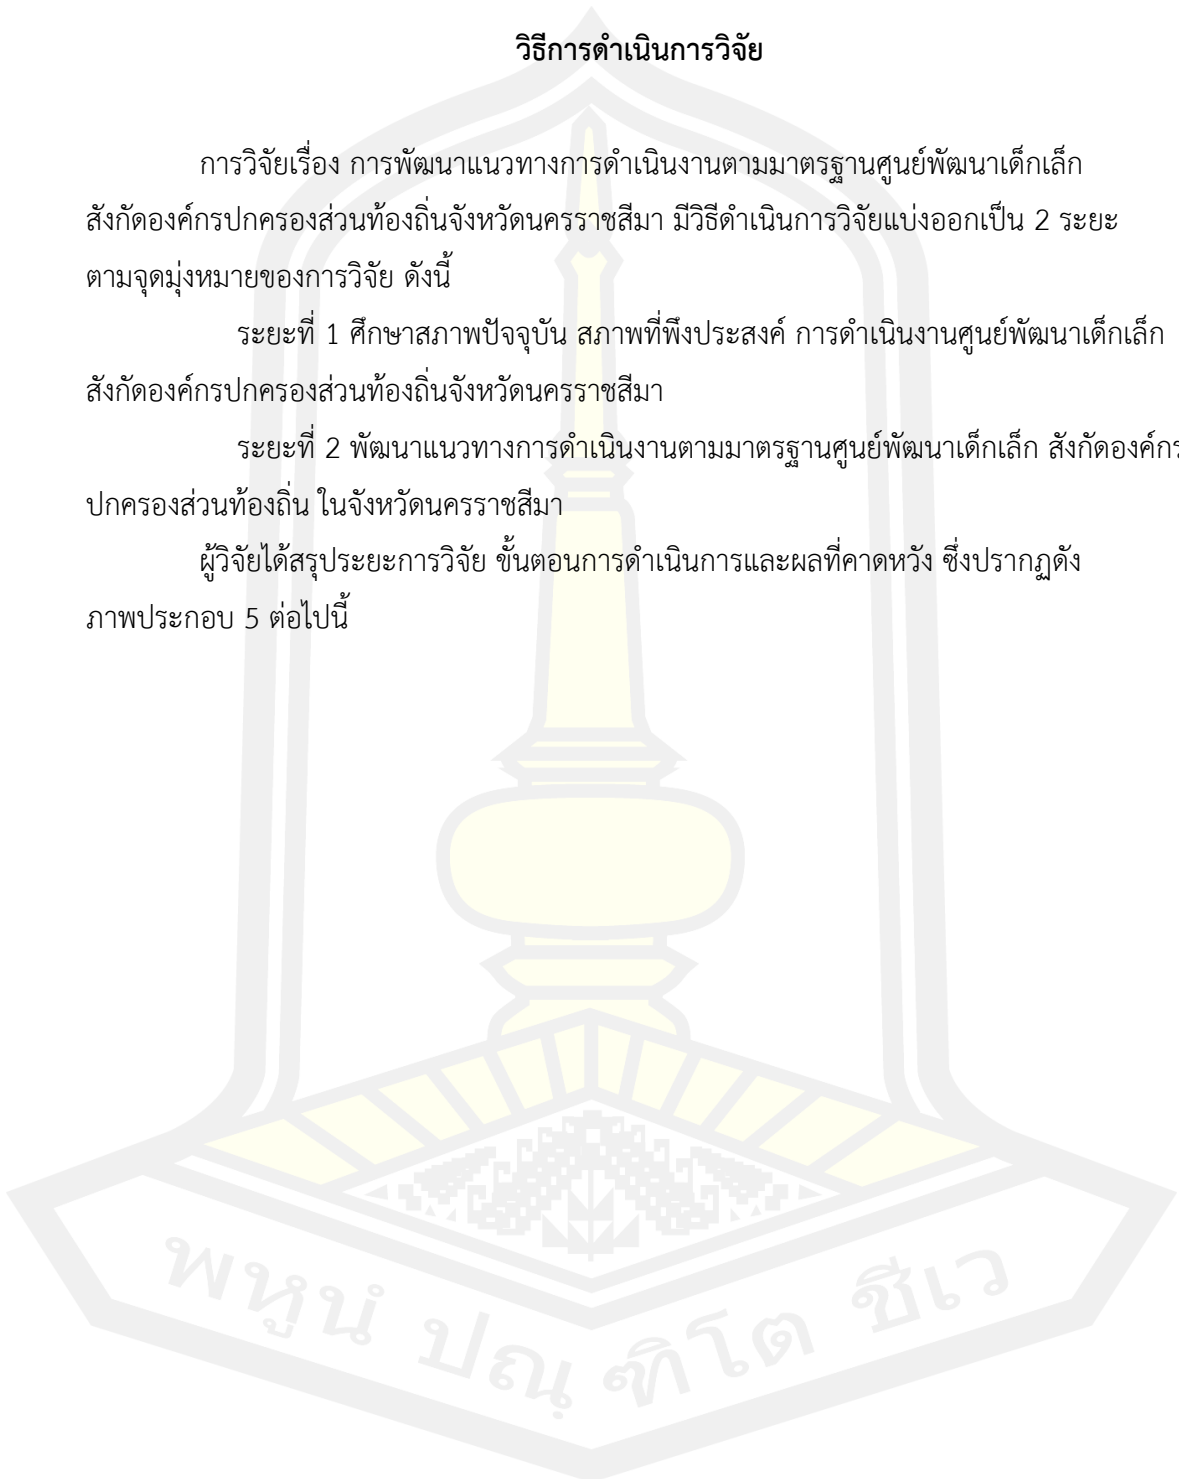 วิธีการดำเนินการวิจัย
การวิจัยเรื่อง การพัฒนาแนวทางการดำเนินงานตามมาตรฐานศูนย์พัฒนาเด็กเล็ก
สังกัดองค์กรปกครองส่วนท้องถิ่นจังหวัดนครราชสีมา มีวิธีดำเนินการวิจัยแบ่งออกเป็น 2 ระยะ
ตามจุดมุ่งหมายของการวิจัย ดังนี้
ระยะที่ 1 ศึกษาสภาพปัจจุบัน สภาพที่พึงประสงค์ การดำเนินงานศูนย์พัฒนาเด็กเล็ก
สังกัดองค์กรปกครองส่วนท้องถิ่นจังหวัดนครราชสีมา
ระยะที่ 2 พัฒนาแนวทางการดำเนินงานตามมาตรฐานศูนย์พัฒนาเด็กเล็ก สังกัดองค์กร
ปกครองส่วนท้องถิ่น ในจังหวัดนครราชสีมา
ผู้วิจัยได้สรุประยะการวิจัย ขั้นตอนการดำเนินการและผลที่คาดหวัง ซึ่งปรากฏดัง
ภาพประกอบ 5 ต่อไปนี้
พหูนํ ปณฺฑิโต ชีเว